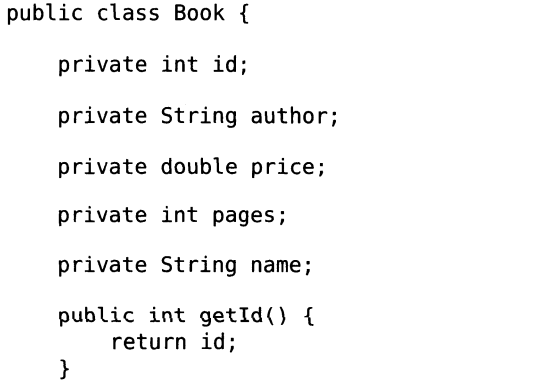 public class Book {
private int id;
private String author;
private double price;
private int pages;
private String name;
public int getId() {
return id;
}